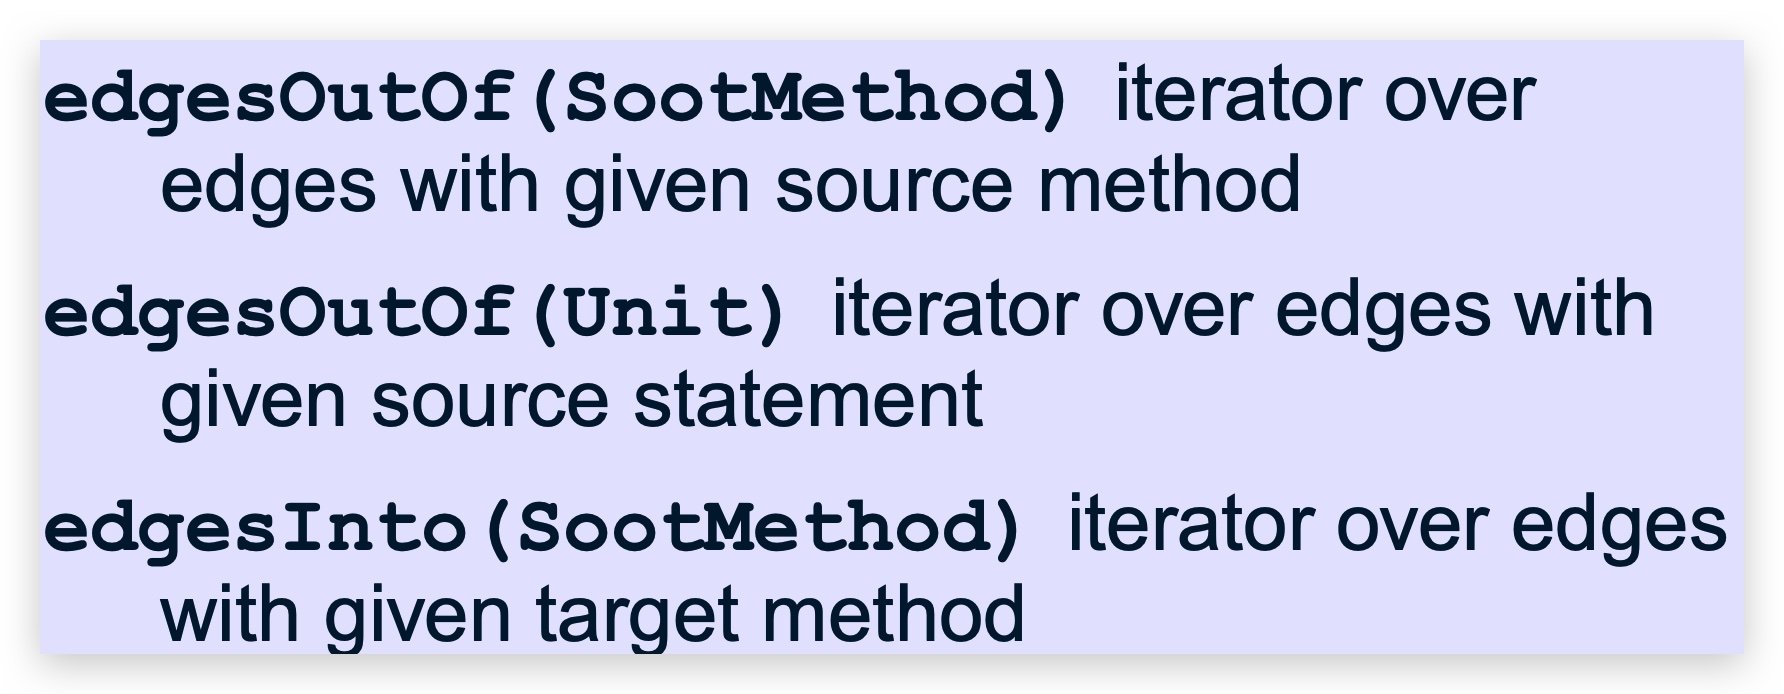 edgesOutOf(SootMethod) iterator over
edges with given source method
edgesOutOf(Unit) iterator over edges with
given source statement
edgesInto(SootMethod) iterator over edges
with given target method